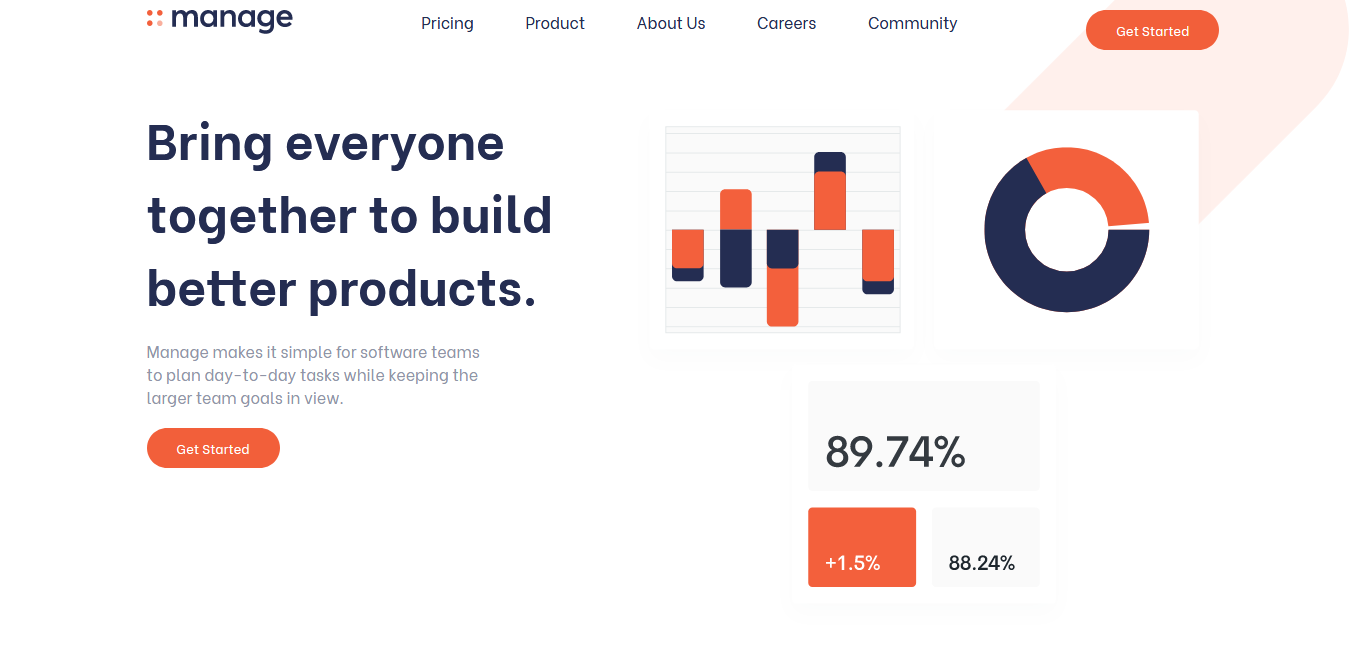 manage
Pricing
Product
About Us
Careers
Community
Get Started
Bring everyone
together to build
better products.
Manage makes it simple for software teams
to plan day-to-day tasks while keeping the
larger team goals in view.
Get Started
89.74%
+1.5%
88.24%